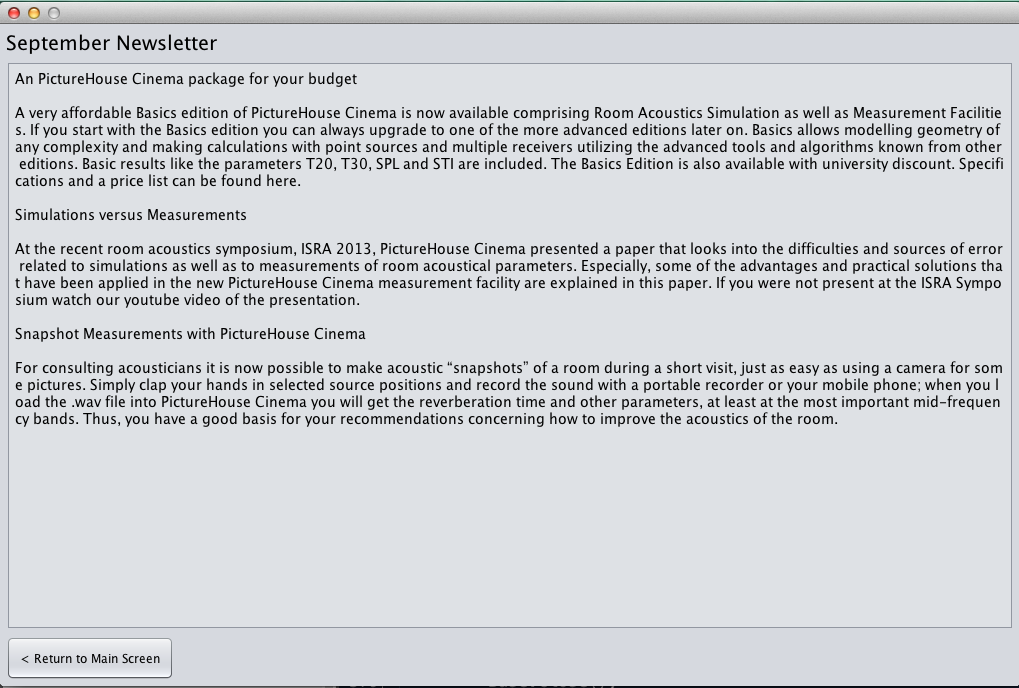 September Newsletter
An PictureHouse Cinema package for your budget
A very affordable Basics edition of PictureHouse Cinema is now available comprising Room Acoustics Simulation as well as Measurement Facilitie
s. If you start with the Basics edition you can always upgrade to one of the more advanced editions later on. Basics allows modelling geometry of
any complexity and making calculations with point sources and multiple receivers utilizing the advanced tools and algorithms known from other
editions. Basic results like the parameters T20, T30, SPL and STI are included. The Basics Edition is also available with university discount. Specifi
cations and a price list can be found here.
Simulations versus Measurements
At the recent room acoustics symposium, ISRA 2013, PictureHouse Cinema presented a paper that looks into the difficulties and sources of error
related to simulations as well as to measurements of room acoustical parameters. Especially, some of the advantages and practical solutions tha
t have been applied in the new PictureHouse Cinema measurement facility are explained in this paper. If you were not present at the ISRA Sympo
sium watch our youtube video of the presentation.
Snapshot Measurements with PictureHouse Cinema
For consulting acousticians it is now possible to make acoustic “snapshots” of a room during a short visit, just as easy as using a camera for som
e pictures. Simply clap your hands in selected source positions and record the sound with a portable recorder or your mobile phone; when you l
oad the .wav file into PictureHouse Cinema you will get the reverberation time and other parameters, at least at the most important mid-frequen
cy bands. Thus, you have a good basis for your recommendations concerning how to improve the acoustics of the room.
< Return to Main Screen